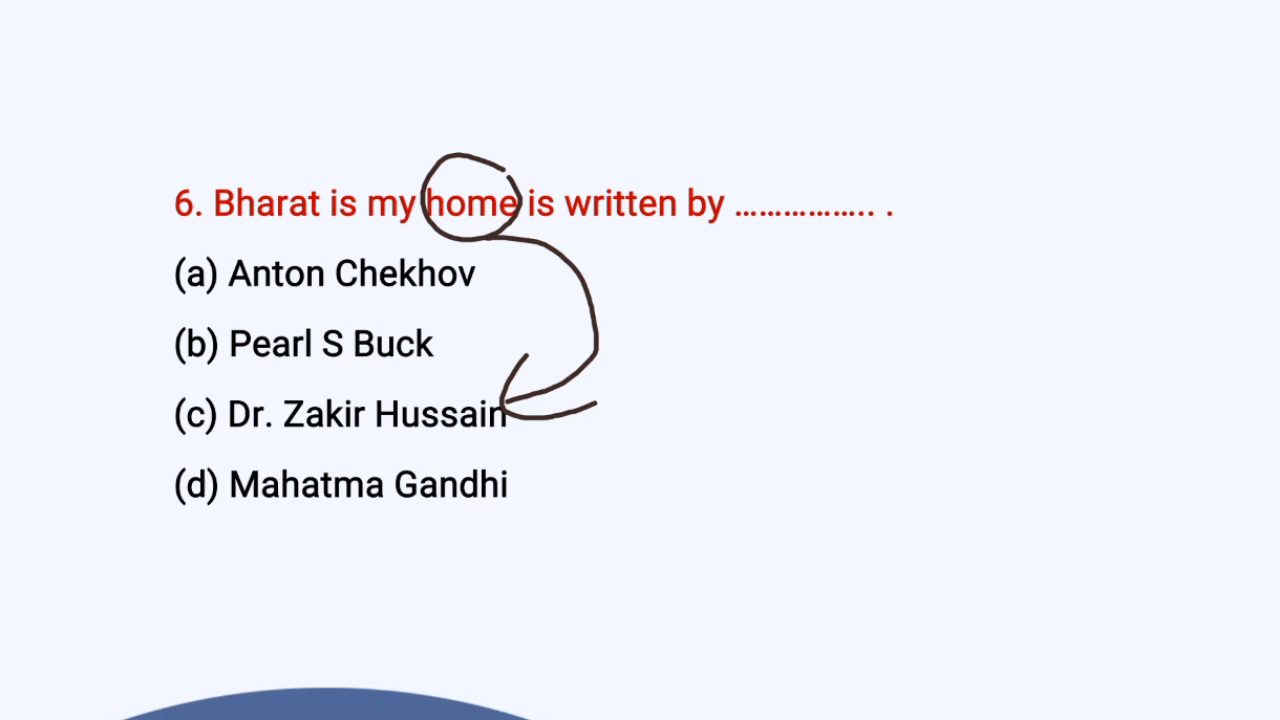 6. Bharat is my home is written by …………….. .
(a) Anton Chekhov
(b) Pearl S Buck
(c) Dr. Zakir Hussain
(d) Mahatma Gandhi